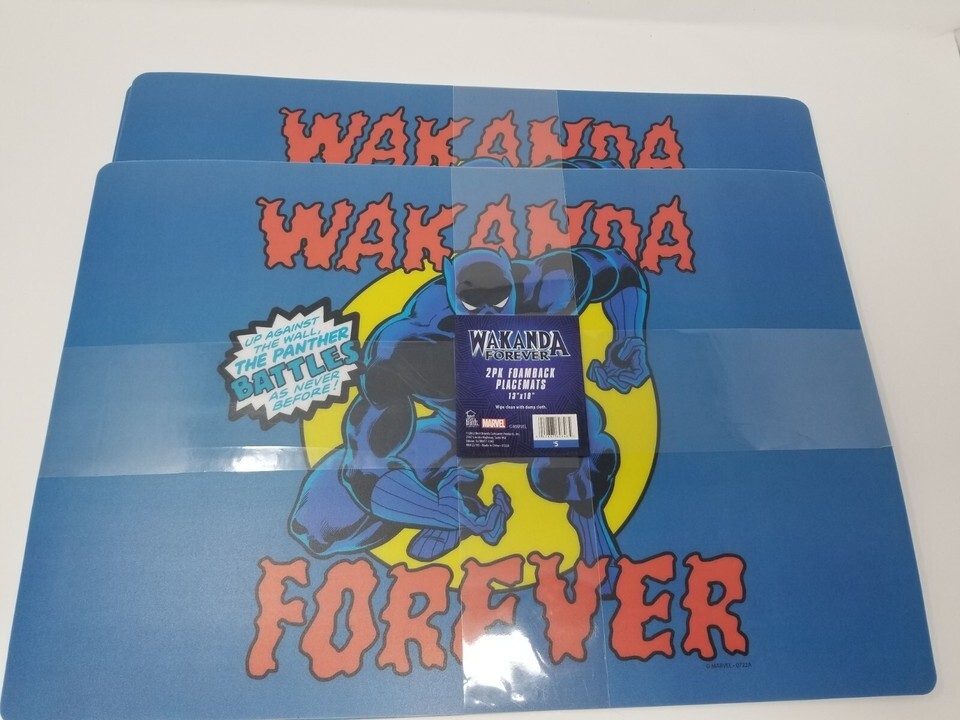 WAKANDA
WAKANDA
UP AGAINST
THE WALL,
THE PANTHER
BATTLES
AS NEVER
BEFORE!
WAKANDA
FOREVER
2PK FOAMBACK
PLACEMATS
13"x18"
Wipe clean with damp cloth.
MARVEL ©MARVEL
FOREVER